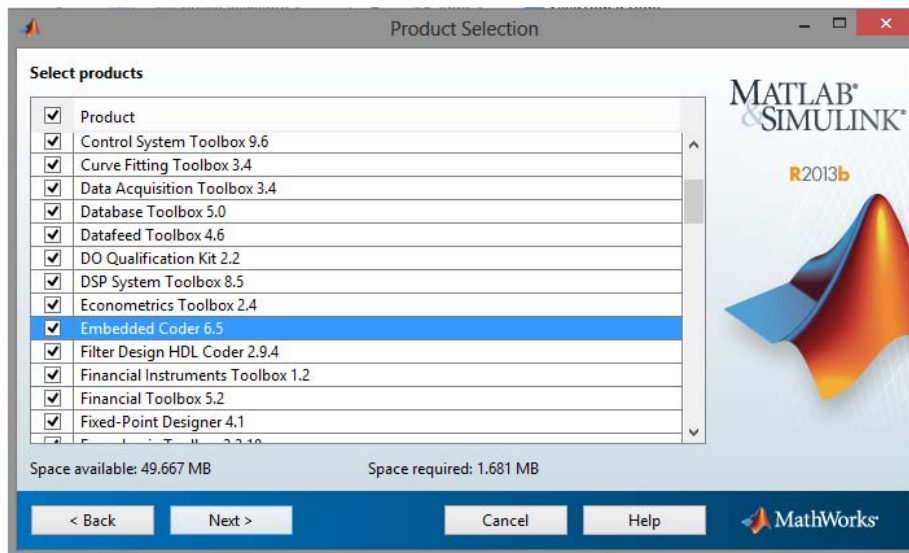 Product Selection
Select products
Product
Control System Toolbox 9.6
Curve Fitting Toolbox 3.4
Data Acquisition Toolbox 3.4
Database Toolbox 5.0
Datafeed Toolbox 4.6
DO Qualification Kit 2.2
DSP System Toolbox 8.5
Econometrics Toolbox 2.4
Embedded Coder 6.5
Filter Design HDL Coder 2.9.4
Financial Instruments Toolbox 1.2
Financial Toolbox 5.2
Fixed-Point Designer 4.1
Space available: 49.667 MB
Space required: 1.681 MB
MATLAB®
&SIMULINK®
R2013b
< Back
Next >
Cancel
Help
MathWorks®